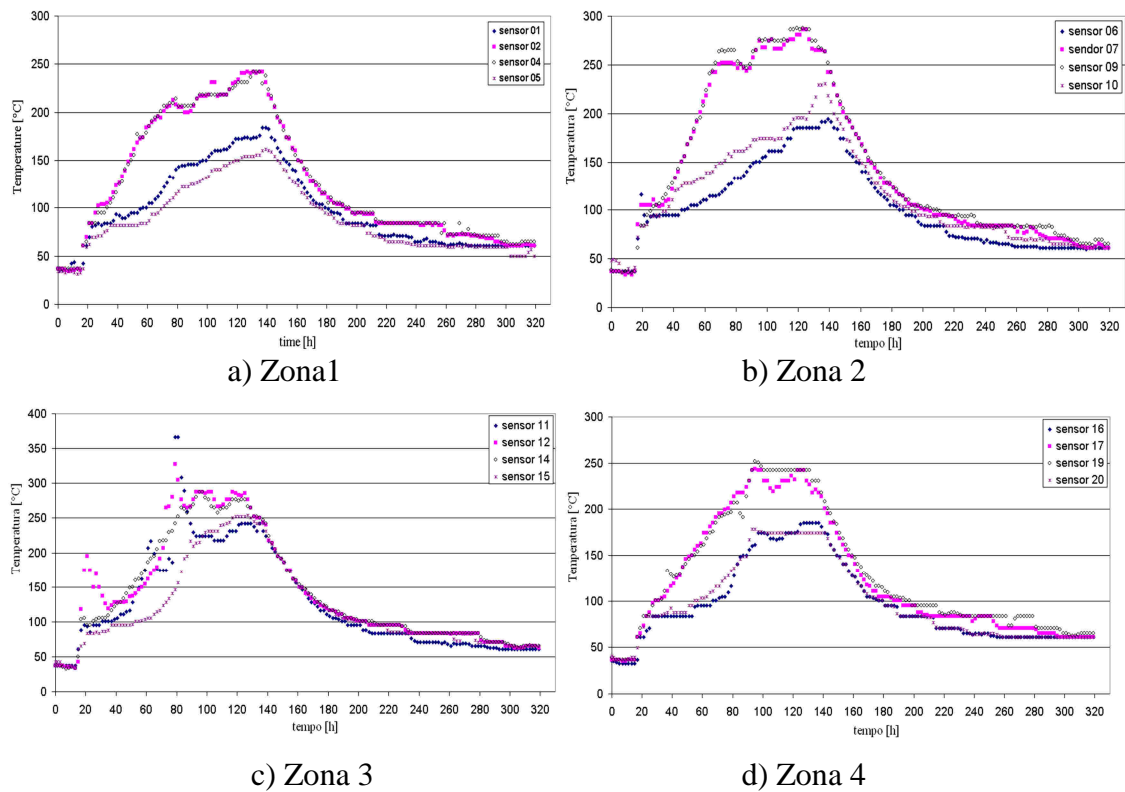 300
250
200
150
100
50
0
Temperature [°C]
sensor 01
sensor 02
sensor 04
sensor 05
0 20 40 60 80 100 120 140 160 180 200 220 240 260 280 300 320
time [h]
a) Zona1
300
250
200
150
100
50
0
Temperatura [°C]
sensor 06
sendor 07
sensor 09
sensor 10
0 20 40 60 80 100 120 140 160 180 200 220 240 260 280 300 320
tempo [h]
b) Zona 2
400
350
300
250
200
150
100
50
0
Temperatura [°C]
sensor 11
sensor 12
sensor 14
sensor 15
0 20 40 60 80 100 120 140 160 180 200 220 240 260 280 300 320
tempo [h]
c) Zona 3
300
250
200
150
100
50
0
Temperatura [°C]
sensor 16
sensor 17
sensor 19
sensor 20
0 20 40 60 80 100 120 140 160 180 200 220 240 260 280 300 320
tempo [h]
d) Zona 4